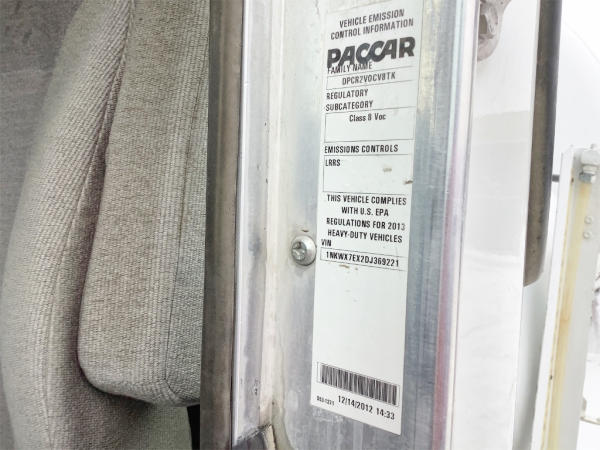 VEHICLE EMISSION
CONTROL INFORMATION
PACCAR
FAMILY NAME
DPCR2VOCV8TK
REGULATORY
SUBCATEGORY
Class 8 Voc
EMISSIONS CONTROLS
LRRS
THIS VEHICLE COMPLIES
WITH U.S. EPA
REGULATIONS FOR 2013
HEAVY-DUTY VEHICLES
VIN
1NKWX7EX2DJ369221
12/14/2012 14:33